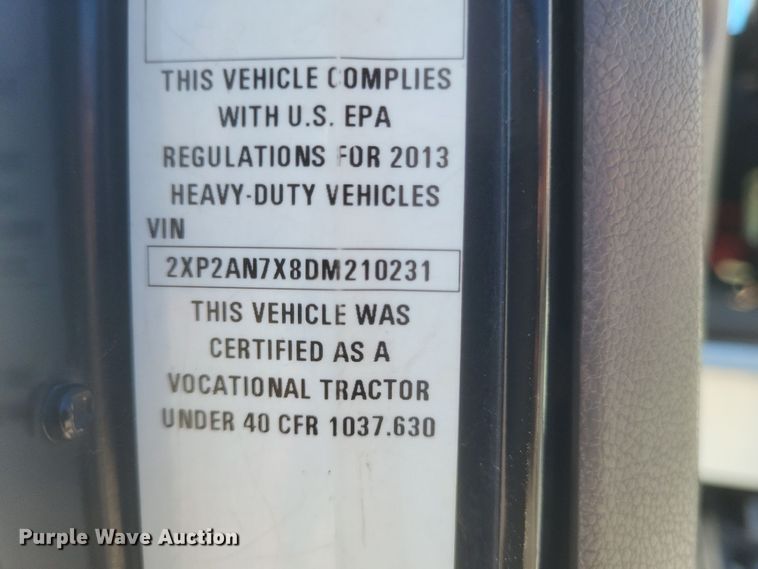 THIS VEHICLE COMPLIES
WITH U.S. EPA
REGULATIONS FOR 2013
HEAVY-DUTY VEHICLES
VIN
2XP2AN7X8DM210231
THIS VEHICLE WAS
CERTIFIED AS A
VOCATIONAL TRACTOR
UNDER 40 CFR 1037.630
Purple Wave Auction